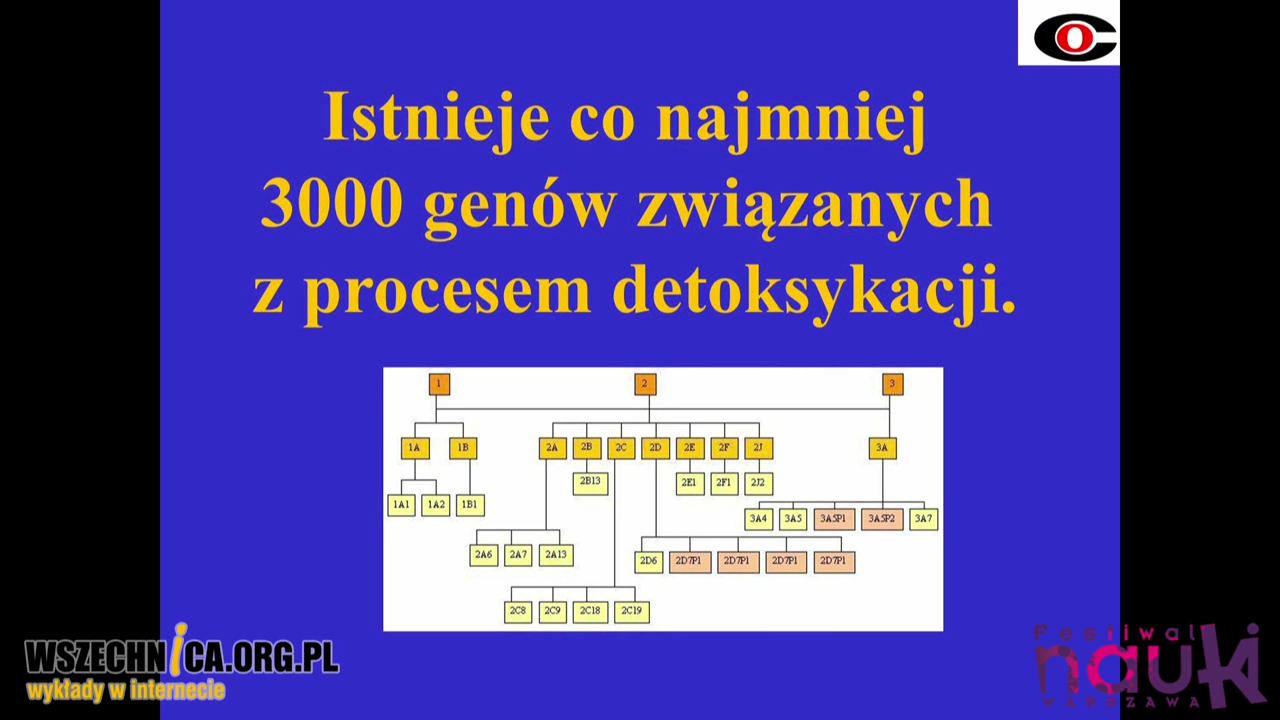 Istnieje co najmniej
3000 genów związanych
z procesem detoksykacji.
1 2 3
1A 1B 2A 2B 2C 2D 2E 2F 2J 3A
2B13 2E1 2F1 2J2
1A1 1A2 1B1
3A4 3A5 3A5P1 3A5P2 3A7
2A6 2A7 2A13
2D6 2D7P1 2D7P1 2D7P1 2D7P1
2C8 2C9 2C18 2C19
WSZECHNiCA.ORG.PL
wykłady w internecie
Festiwal
nauki
WARSZAWA